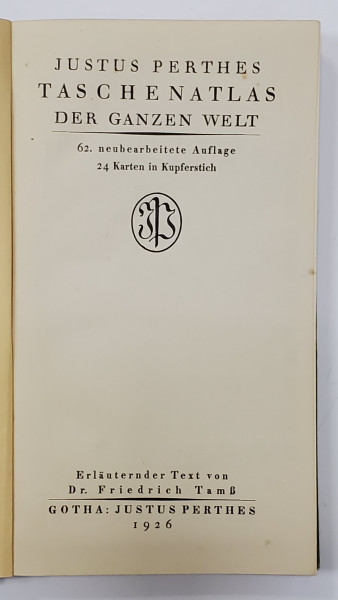 JUSTUS PERTHES
TASCHENATLAS
DER GANZEN WELT
62. neubearbeitete Auflage
24 Karten in Kupferstich
JP
Erläuternder Text von
Dr. Friedrich Tamß
GOTHA: JUSTUS PERTHES
1926